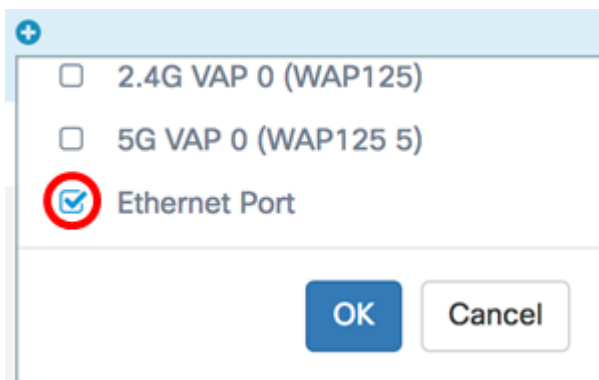 2.4G VAP 0 (WAP125)
5G VAP 0 (WAP125 5)
Ethernet Port
OK Cancel